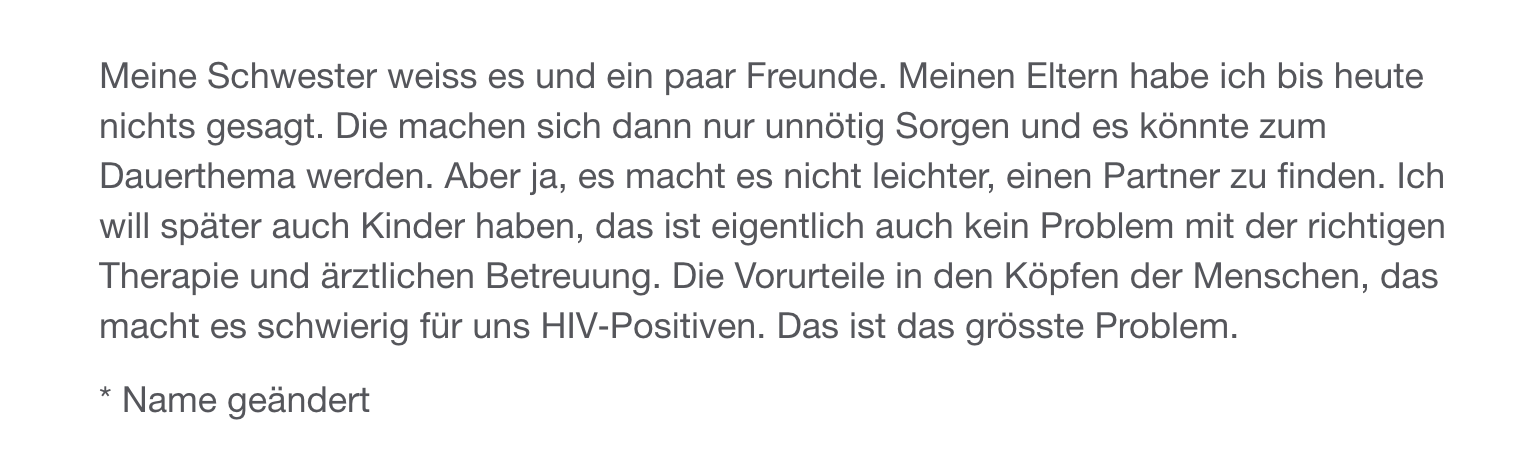 Meine Schwester weiss es und ein paar Freunde. Meinen Eltern habe ich bis heute
nichts gesagt. Die machen sich dann nur unnötig Sorgen und es könnte zum
Dauerthema werden. Aber ja, es macht es nicht leichter, einen Partner zu finden. Ich
will später auch Kinder haben, das ist eigentlich auch kein Problem mit der richtigen
Therapie und ärztlichen Betreuung. Die Vorurteile in den Köpfen der Menschen, das
macht es schwierig für uns HIV-Positiven. Das ist das grösste Problem.
* Name geändert